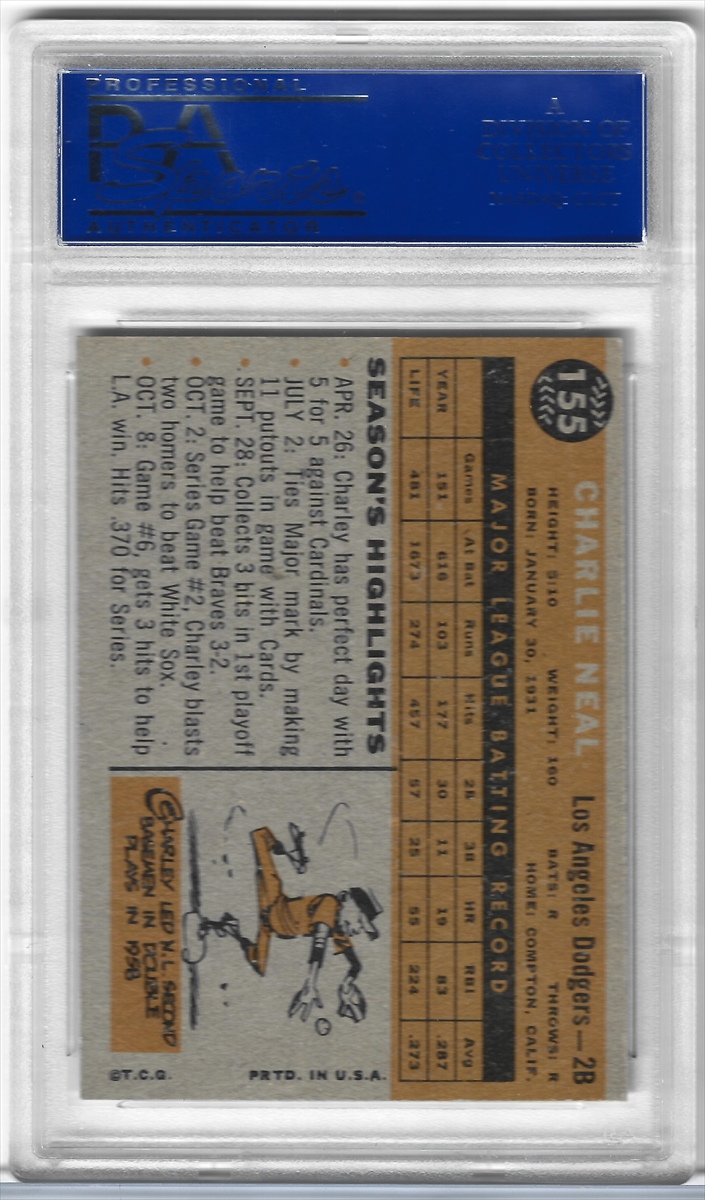 PROFESSIONAL
PSA
Sports
AUTHENTICATOR
A
DIVISION OF
COLLECTORS
UNIVERSE
155
CHARLIE NEAL Los Angeles Dodgers—2B
HEIGHT: 5:10 WEIGHT: 160 BATS: R THROWS: R
BORN: JANUARY 30, 1931 HOME: COMPTON, CALIF.
MAJOR LEAGUE BATTING RECORD
Games At Bat Runs Hits 2B 3B HR RBI Avg
YEAR 151 616 103 177 30 11 19 83 .287
LIFE 481 1673 274 457 57 25 55 224 .273
SEASON'S HIGHLIGHTS
• APR. 26: Charley has perfect day with
5 for 5 against Cardinals.
• JULY 2: Ties Major mark by making
11 putouts in game with Cards.
• SEPT. 28: Collects 3 hits in 1st playoff
game to help beat Braves 3-2.
• OCT. 2: Series Game #2, Charley blasts
two homers to beat White Sox.
• OCT. 8: Game #6, gets 3 hits to help
L.A. win. Hits .370 for Series.
CHARLEY LED N.L. SECOND
BASEMEN IN DOUBLE
PLAYS IN 1958
PRTD. IN U.S.A.
©T.C.G.